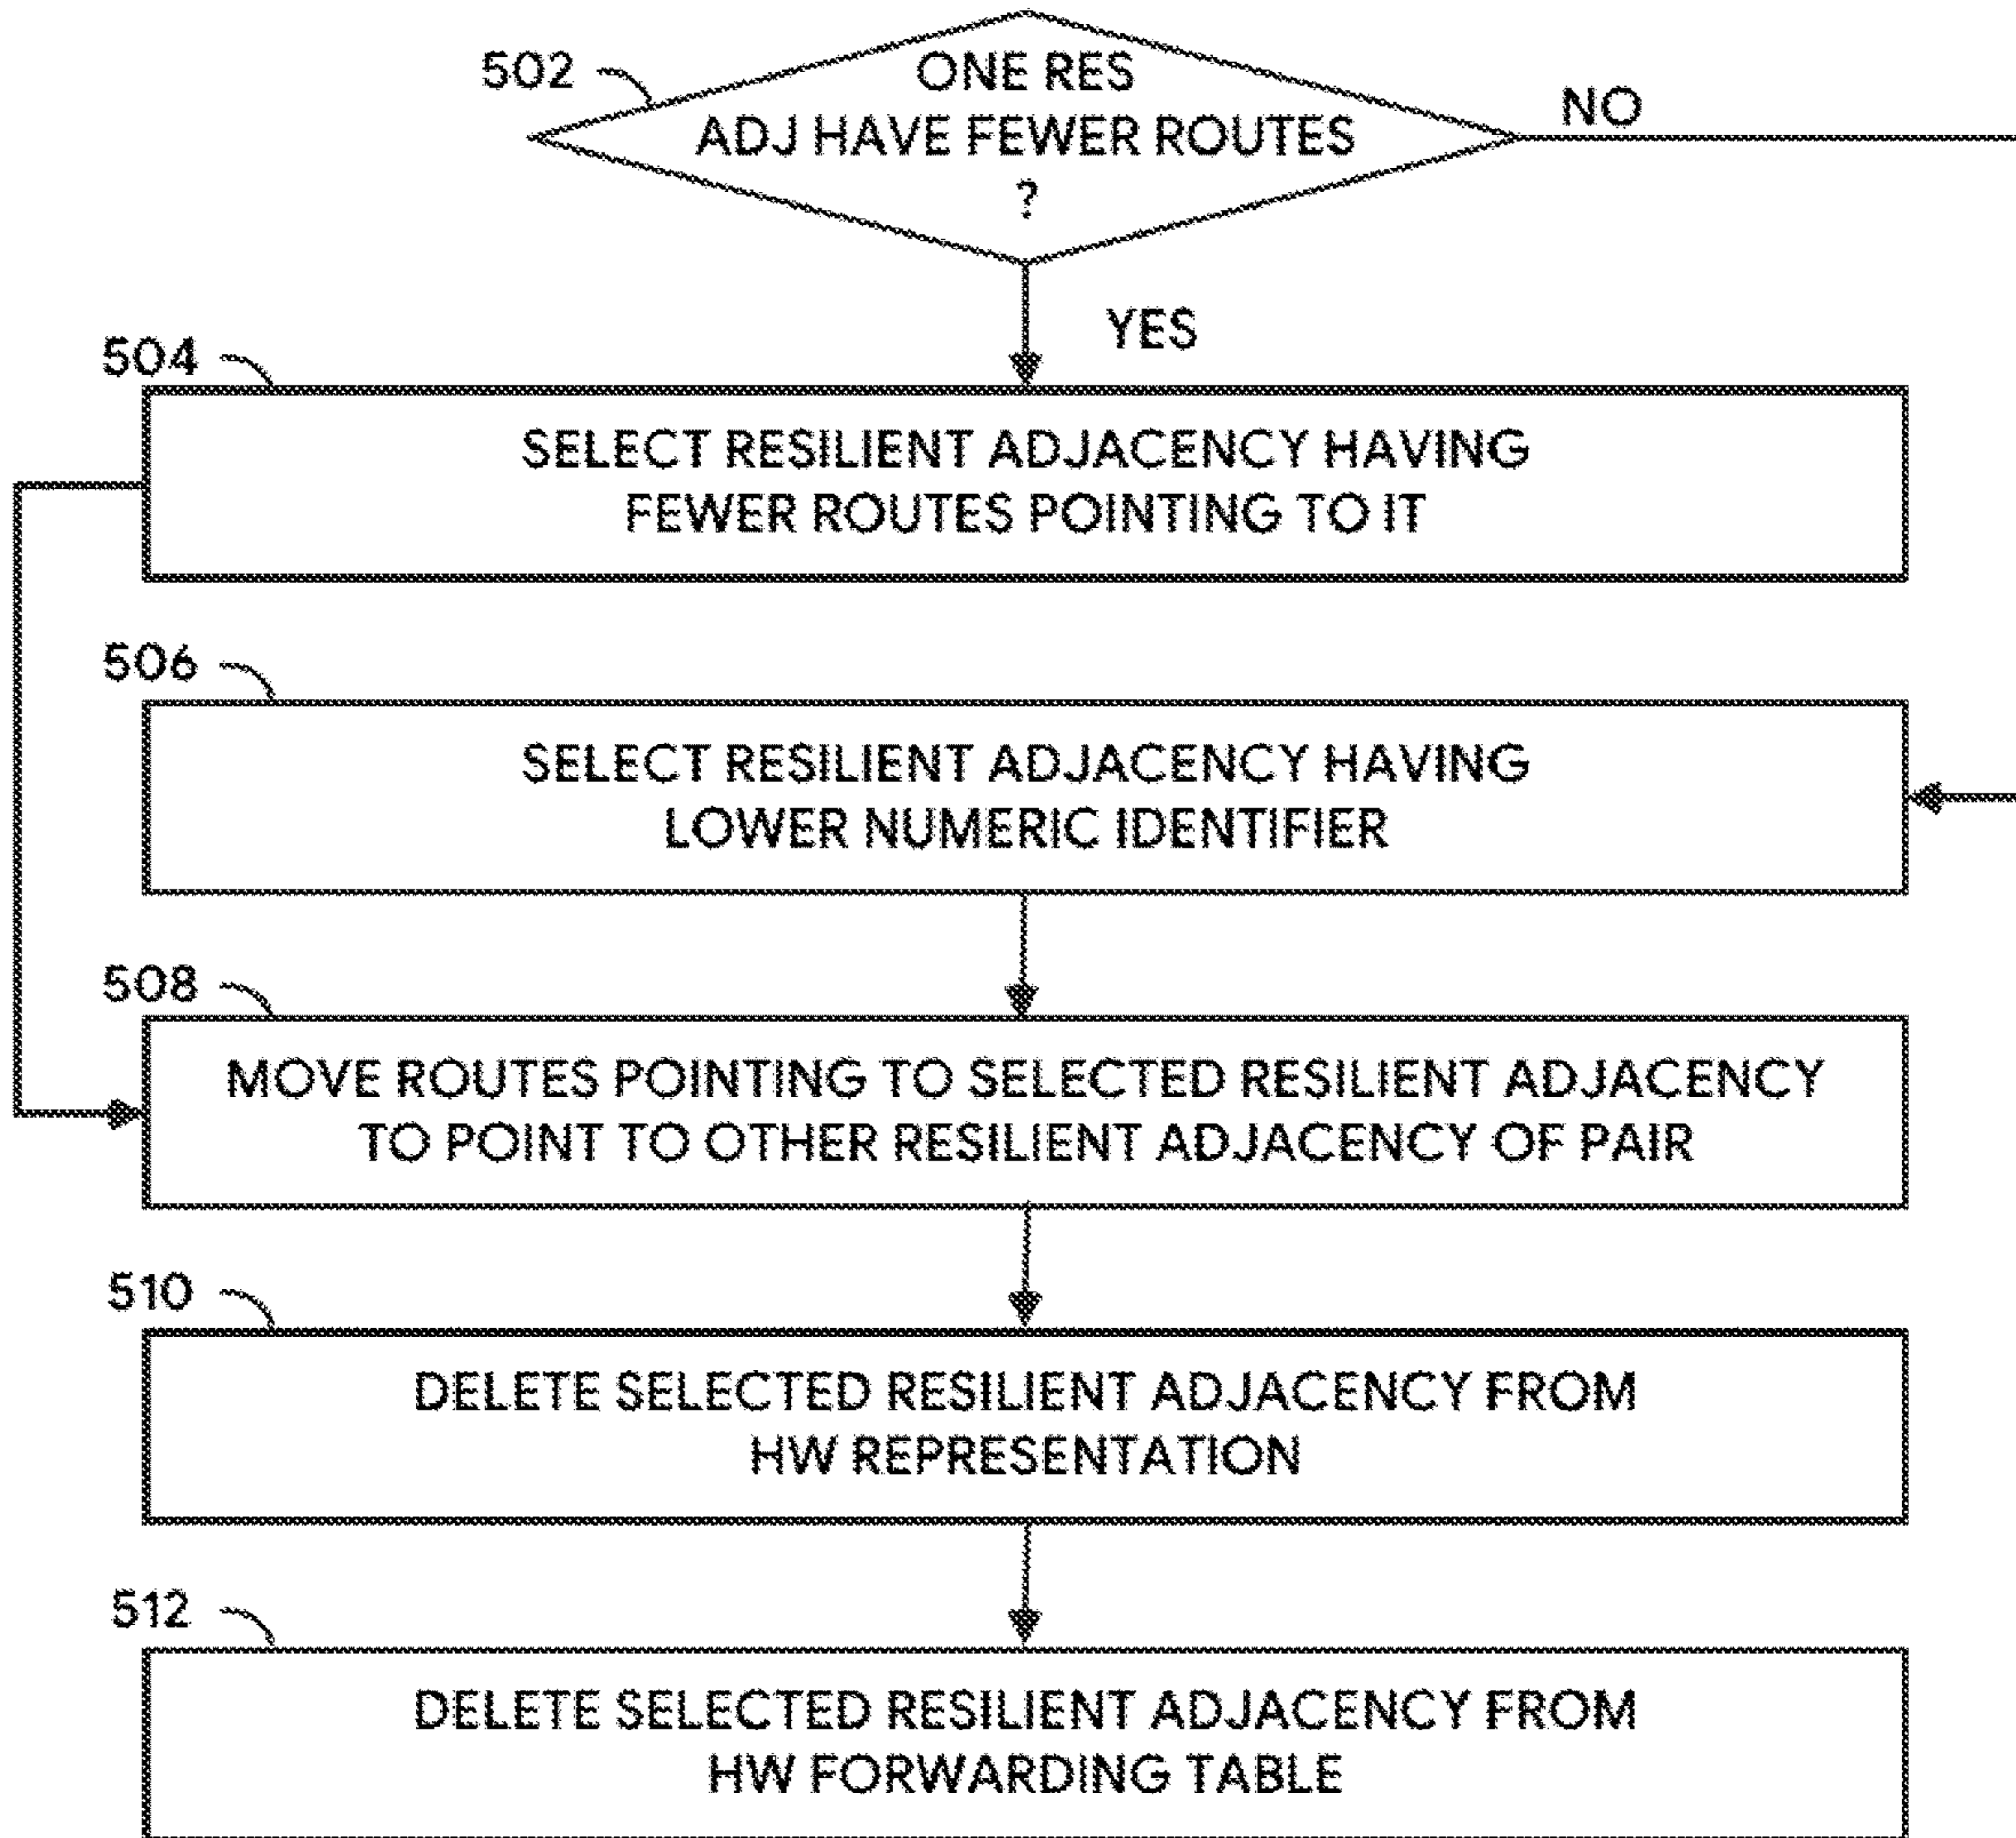 502
ONE RES
ADJ HAVE FEWER ROUTES
?
NO
YES
504
SELECT RESILIENT ADJACENCY HAVING
FEWER ROUTES POINTING TO IT
506
SELECT RESILIENT ADJACENCY HAVING
LOWER NUMERIC IDENTIFIER
508
MOVE ROUTES POINTING TO SELECTED RESILIENT ADJACENCY
TO POINT TO OTHER RESILIENT ADJACENCY OF PAIR
510
DELETE SELECTED RESILIENT ADJACENCY FROM
HW REPRESENTATION
512
DELETE SELECTED RESILIENT ADJACENCY FROM
HW FORWARDING TABLE